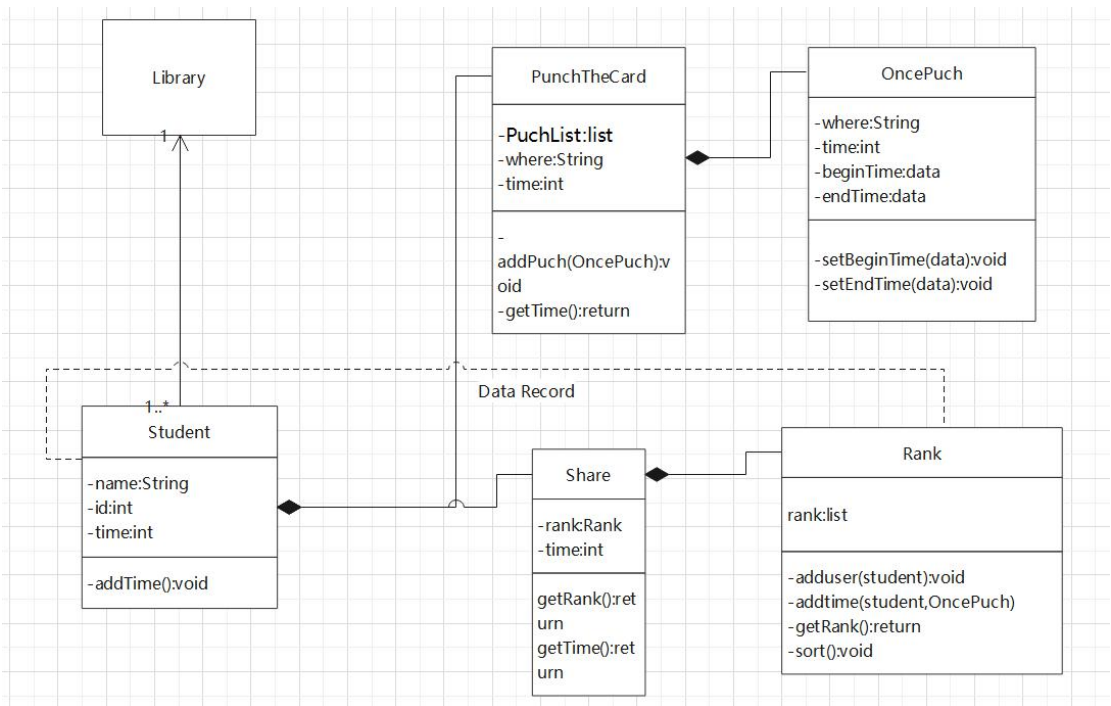 Library
1
1..*
Student
-name:String
-id:int
-time:int
-addTime():void
PunchTheCard
-PuchList:list
-where:String
-time:int
-
addPuch(OncePuch):v
oid
-getTime():return
OncePuch
-where:String
-time:int
-beginTime:data
-endTime:data
-setBeginTime(data):void
-setEndTime(data):void
Data Record
Share
-rank:Rank
-time:int
getRank():ret
urn
getTime():ret
urn
Rank
rank:list
-adduser(student):void
-addtime(student,OncePuch)
-getRank():return
-sort():void